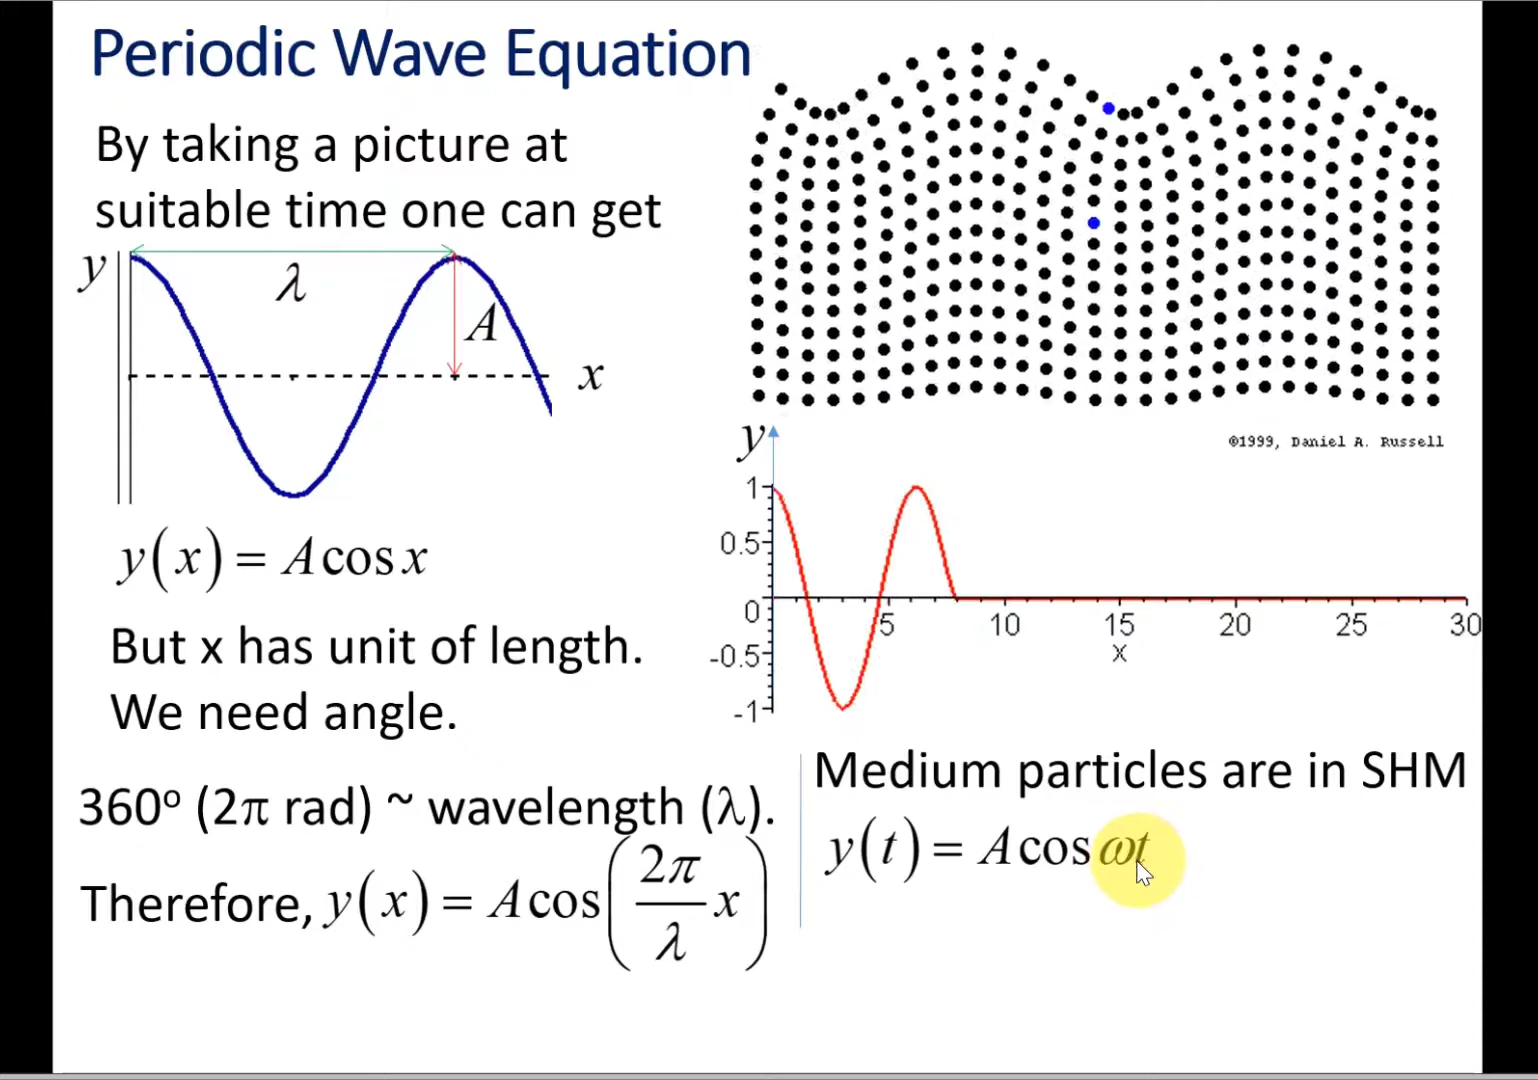 Periodic Wave Equation
By taking a picture at
suitable time one can get
y
λ
A
x
y(x) = A cos x
But x has unit of length.
We need angle.
360º (2π rad) ~ wavelength (λ).
Therefore, y(x) = A cos(2π/λ x)
©1999, Daniel A. Russell
y
1
0.5
0
-0.5
-1
5 10 15 20 25 30
x
Medium particles are in SHM
y(t) = A cos ωt